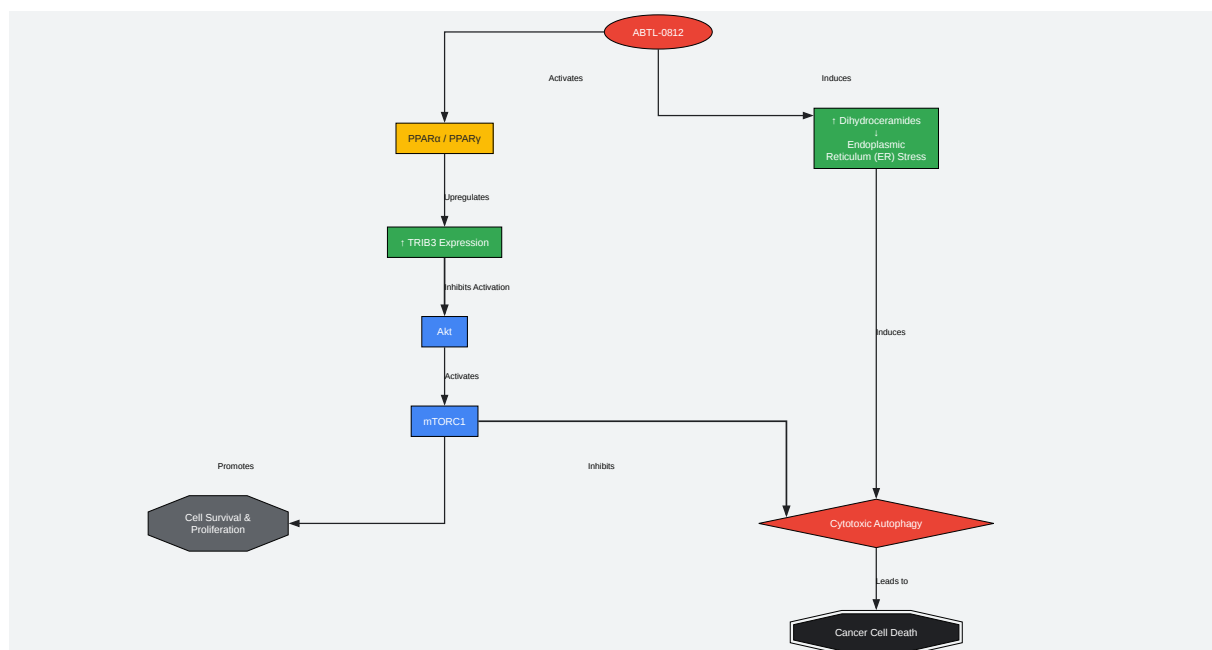 ABTL-0812
Activates
Induces
↑ Dihydroceramides
↓
Endoplasmic
Reticulum (ER) Stress
PPARα / PPARγ
Upregulates
↑ TRIB3 Expression
Inhibits Activation
Akt
Induces
Activates
mTORC1
Promotes
Inhibits
Cell Survival &
Proliferation
Cytotoxic Autophagy
Leads to
Cancer Cell Death